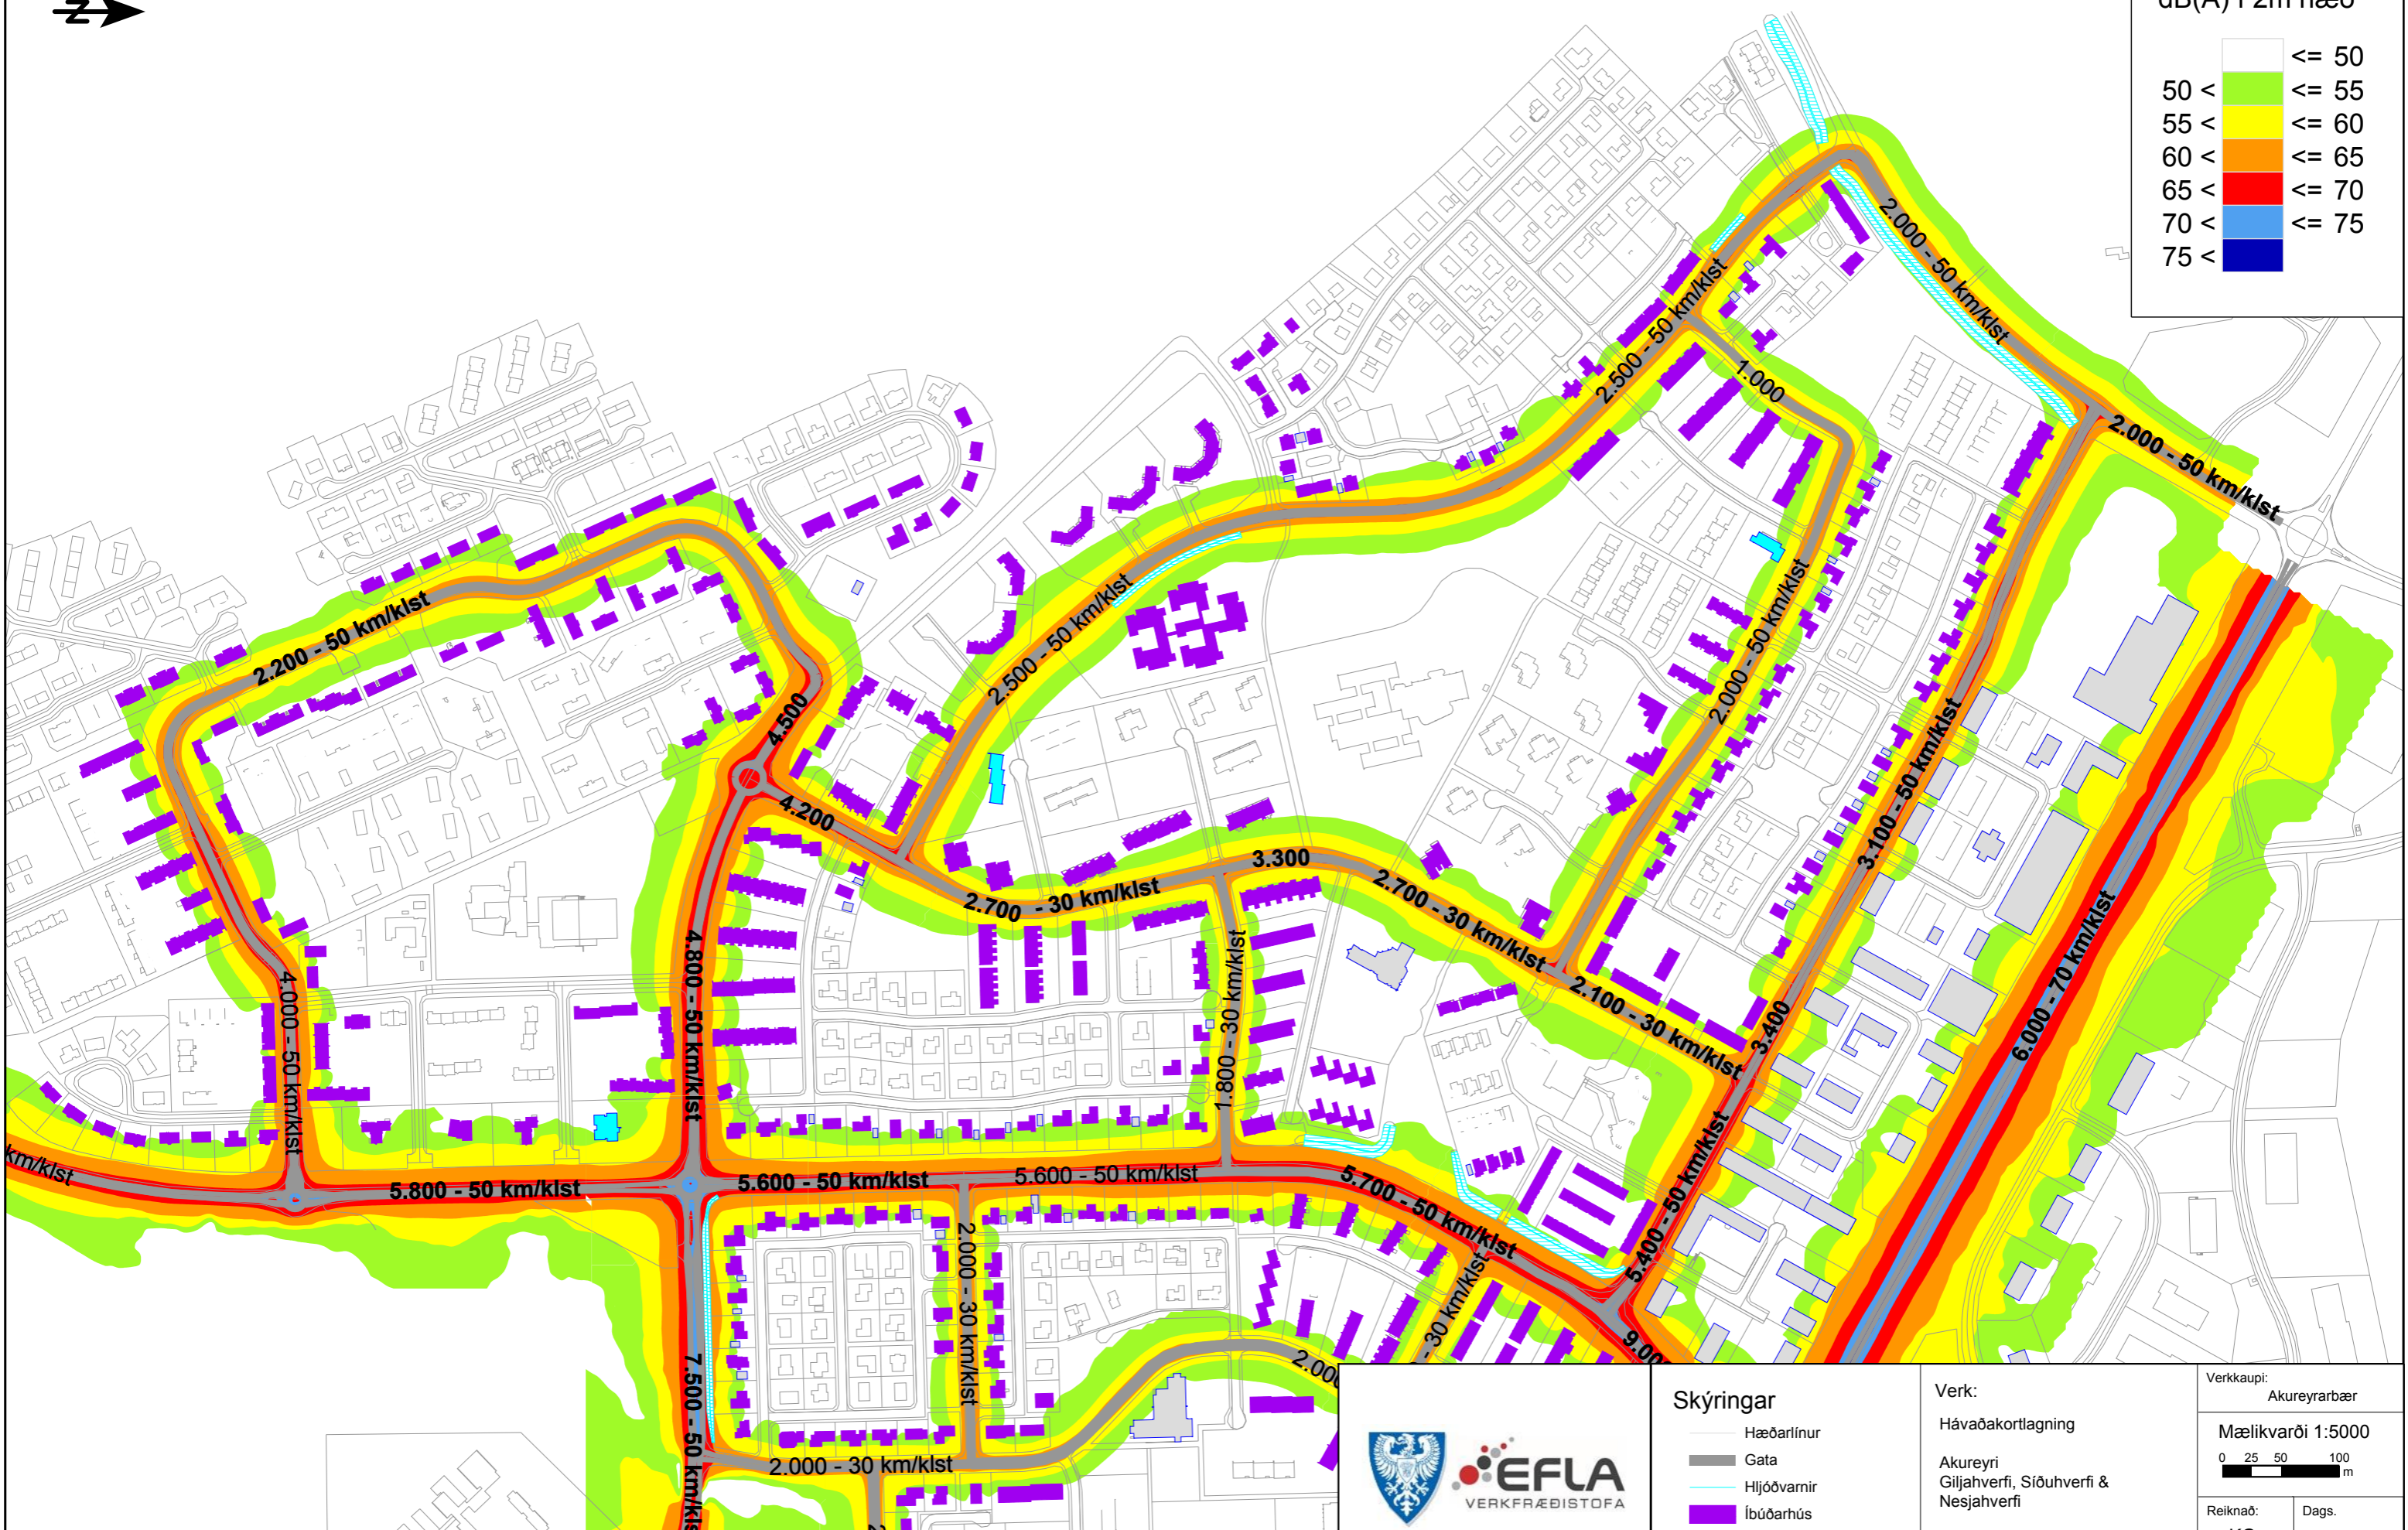 N
<= 50
50 < <= 55
55 < <= 60
60 < <= 65
65 < <= 70
70 < <= 75
75 <
2.000 - 50 km/klst
2.500 - 50 km/klst
1.000
2.000 - 50 km/klst
2.200 - 50 km/klst
2.500 - 50 km/klst
2.000 - 50 km/klst
4.500
4.200
3.100 - 50 km/klst
3.300
2.700 - 30 km/klst
2.700 - 30 km/klst
6.000 - 70 km/klst
4.800 - 50 km/klst
4.000 - 50 km/klst
1.800 - 30 km/klst
2.100 - 30 km/klst
3.400
km/klst
5.800 - 50 km/klst
5.600 - 50 km/klst
5.600 - 50 km/klst
5.700 - 50 km/klst
5.400 - 50 km/klst
2.000 - 30 km/klst
- 30 km/klst
7.500 - 50 km/kls
2.000 - 30 km/klst
EFLA
VERKFRÆÐISTOFA
Skýringar
Hæðarlínur
Gata
Hljóðvarnir
Íbúðarhús
Verk:
Hávaðakortlagning
Akureyri
Giljahverfi, Síðuhverfi &
Nesjahverfi
Verkkaupi:
Akureyrarbær
Mælikvarði 1:5000
0 25 50 100
m
Reiknað:
Dags.